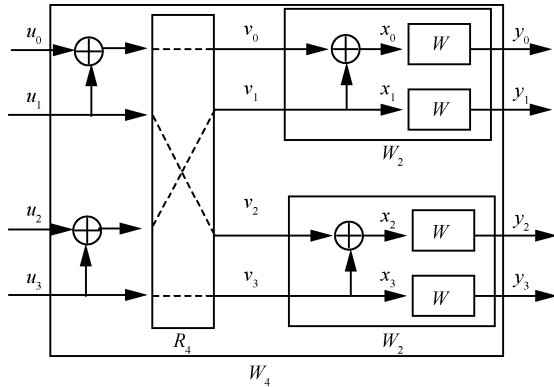 u₀ v₀ x₀ W y₀
u₁ v₁ x₁ W y₁
W₂
u₂ v₂ x₂ W y₂
u₃ v₃ x₃ W y₃
R₄ W₂
W₄